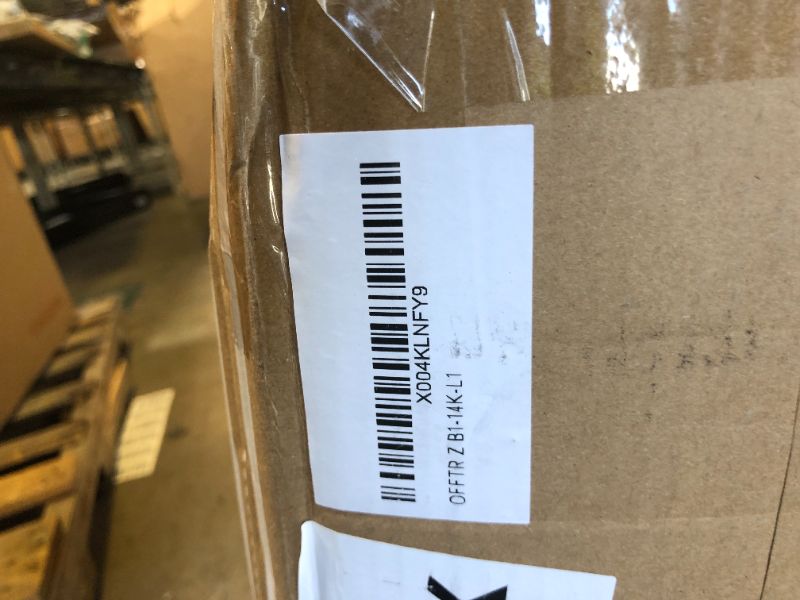 X004KLNFY9
OFFTR Z B1-14K-L1
K